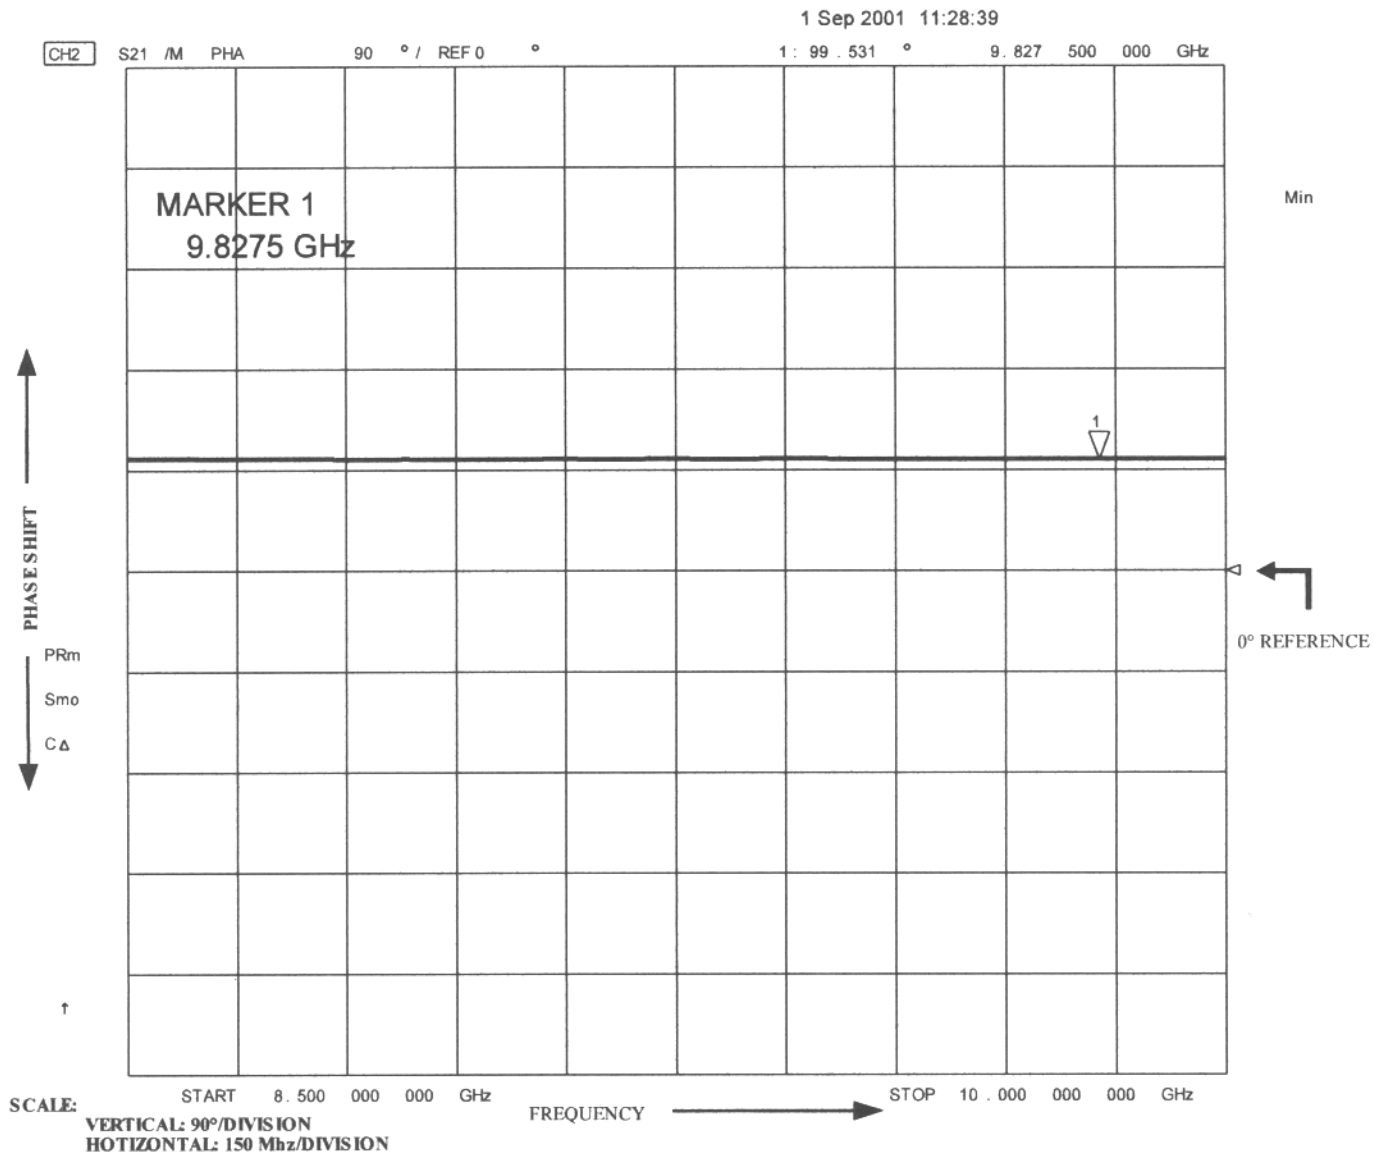 1 Sep 2001 11:28:39
CH2 S21 /M PHA 90 °/ REF 0 ° 1: 99.531 ° 9.827 500 000 GHz
MARKER 1
9.8275 GHz
Min
1
PHASE SHIFT
0° REFERENCE
PRm
Smo
C Δ
↑
START 8.500 000 000 GHz
STOP 10.000 000 000 GHz
FREQUENCY
SCALE:
VERTICAL: 90°/DIVISION
HOTIZONTAL: 150 Mhz/DIVISION